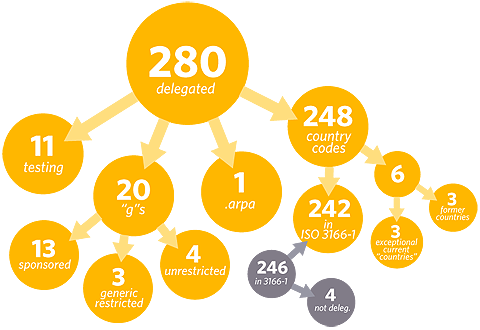 280
delegated
11
testing
20
"g"s
1
.arpa
248
country
codes
6
3
former
countries
242
in
ISO 3166-1
3
exceptional
current
"countries"
13
sponsored
3
generic
restricted
4
unrestricted
246
in 3166-1
4
not deleg.